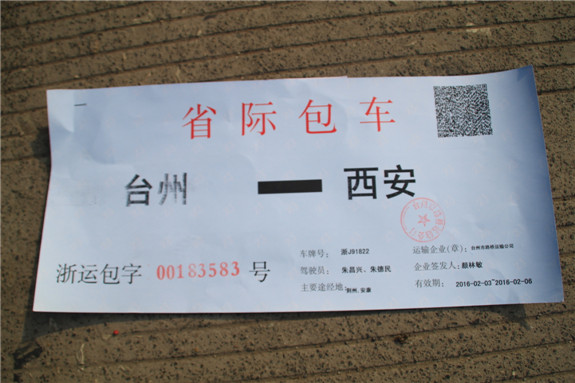 省际包车
台州 — 西安
车牌号: 浙J91822
运输企业(章):
驾驶员: 朱昌兴、朱德民
企业签发人: 颜林敏
浙运包字 00183583 号
主要途经地:
有效期: 2016-02-03~2016-02-06